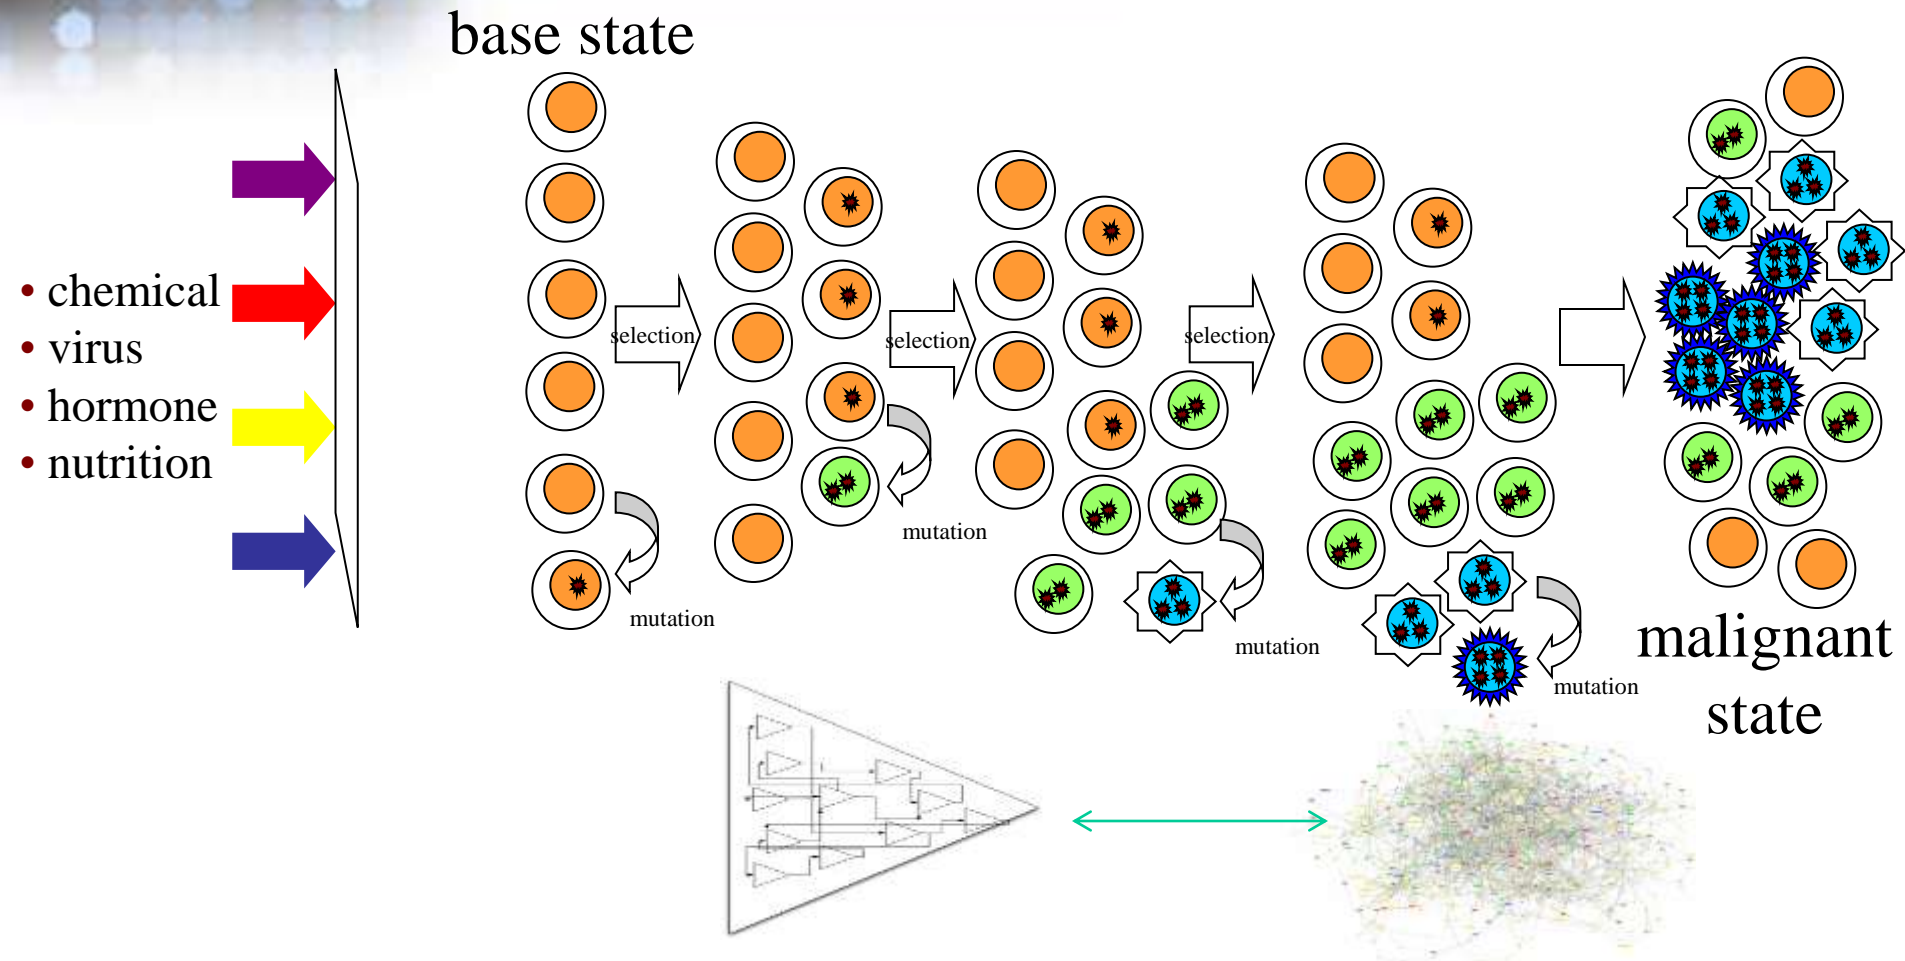 base state
• chemical
• virus
• hormone
• nutrition
selection
selection
selection
mutation
mutation
mutation
mutation
malignant
state